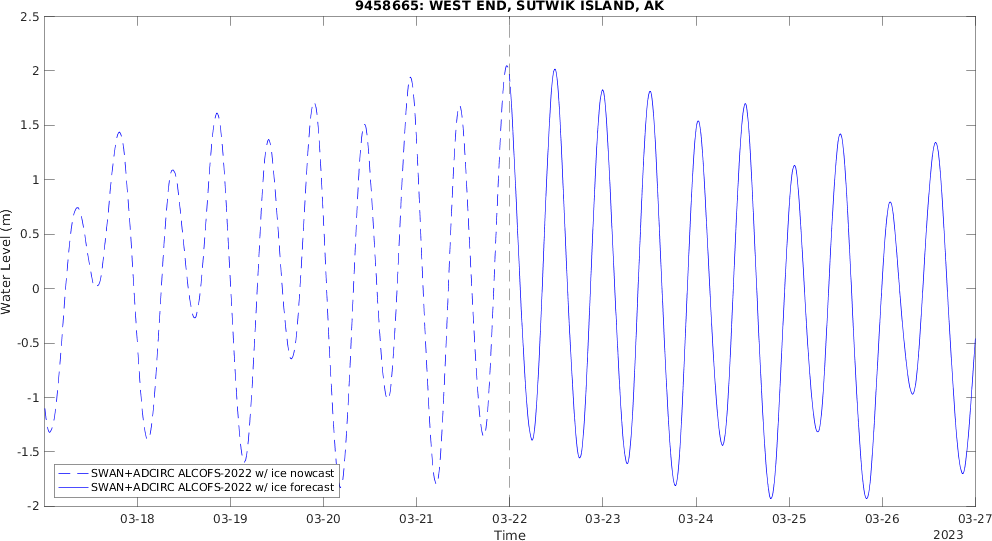 9458665: WEST END, SUTWIK ISLAND, AK
2.5
2
1.5
1
0.5
0
-0.5
-1
-1.5
-2
Water Level (m)
SWAN+ADCIRC ALCOFS-2022 w/ ice nowcast
SWAN+ADCIRC ALCOFS-2022 w/ ice forecast
03-18 03-19 03-20 03-21 03-22 03-23 03-24 03-25 03-26 03-27
Time
2023